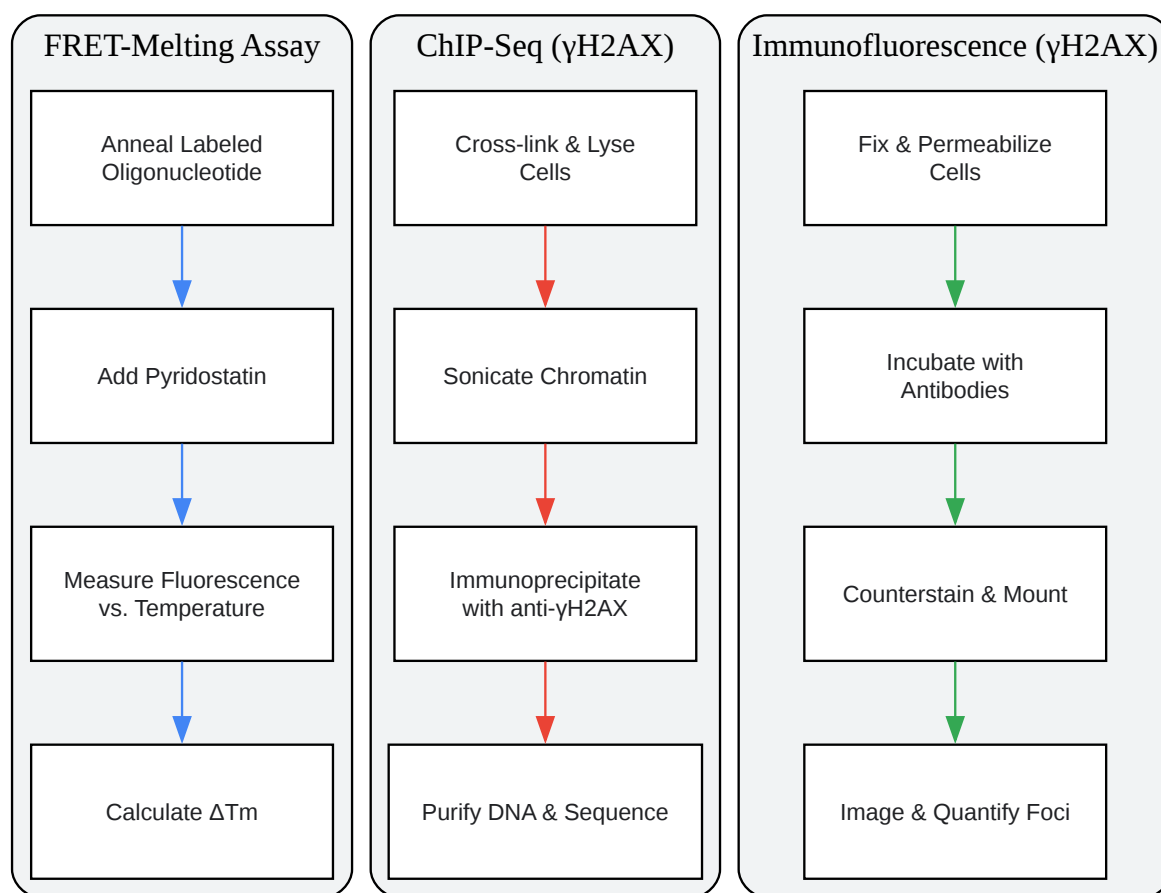 FRET-Melting Assay
Anneal Labeled
Oligonucleotide
Add Pyridostatin
Measure Fluorescence
vs. Temperature
Calculate ΔTm
ChIP-Seq (γH2AX)
Cross-link & Lyse
Cells
Sonicate Chromatin
Immunoprecipitate
with anti-γH2AX
Purify DNA & Sequence
Immunofluorescence (γH2AX)
Fix & Permeabilize
Cells
Incubate with
Antibodies
Counterstain & Mount
Image & Quantify Foci